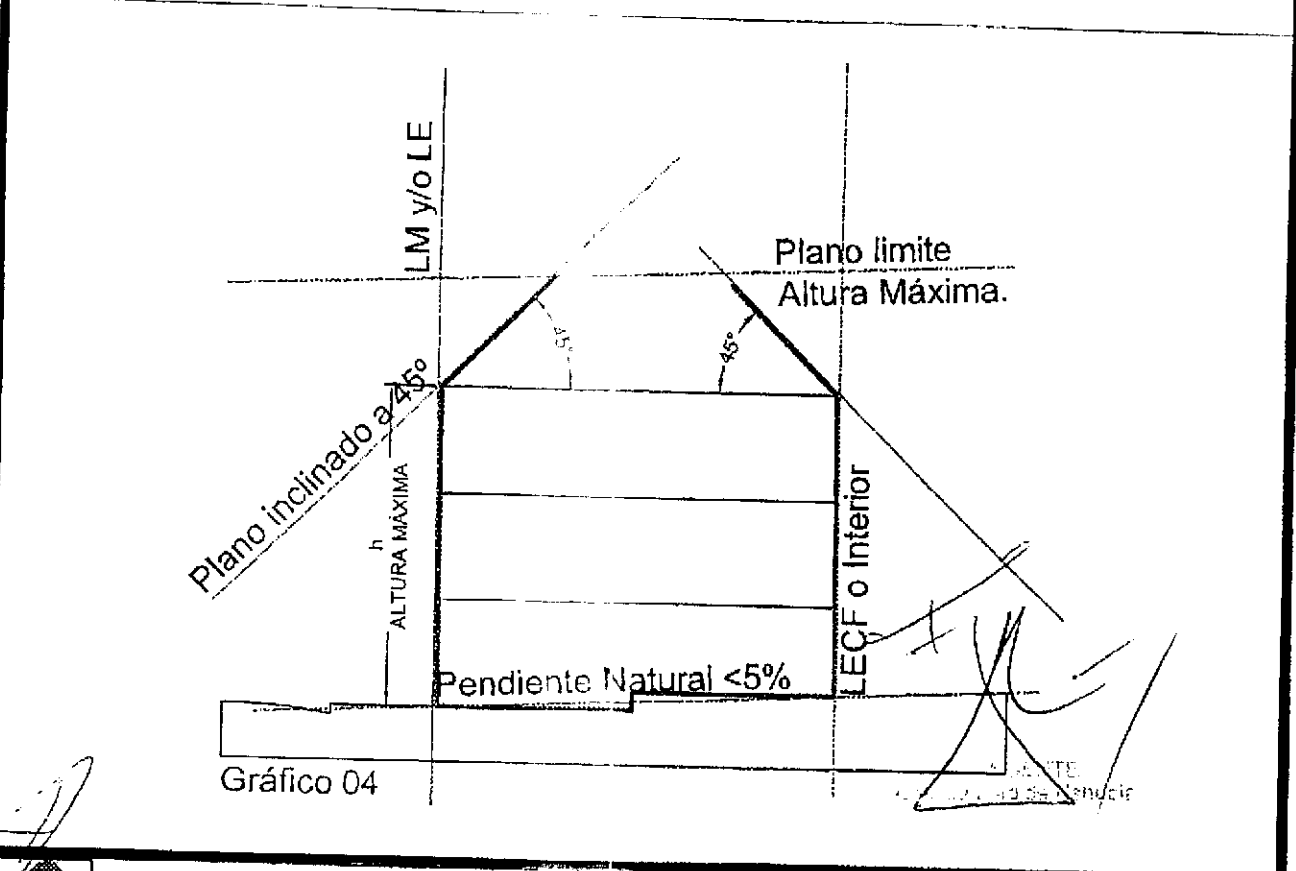 LM y/o LE
Plano limite
Altura Máxima.
45°
45°
Plano inclinado a 45º
h
ALTURA MÁXIMA
LECF o Interior
Pendiente Natural <5%
Gráfico 04